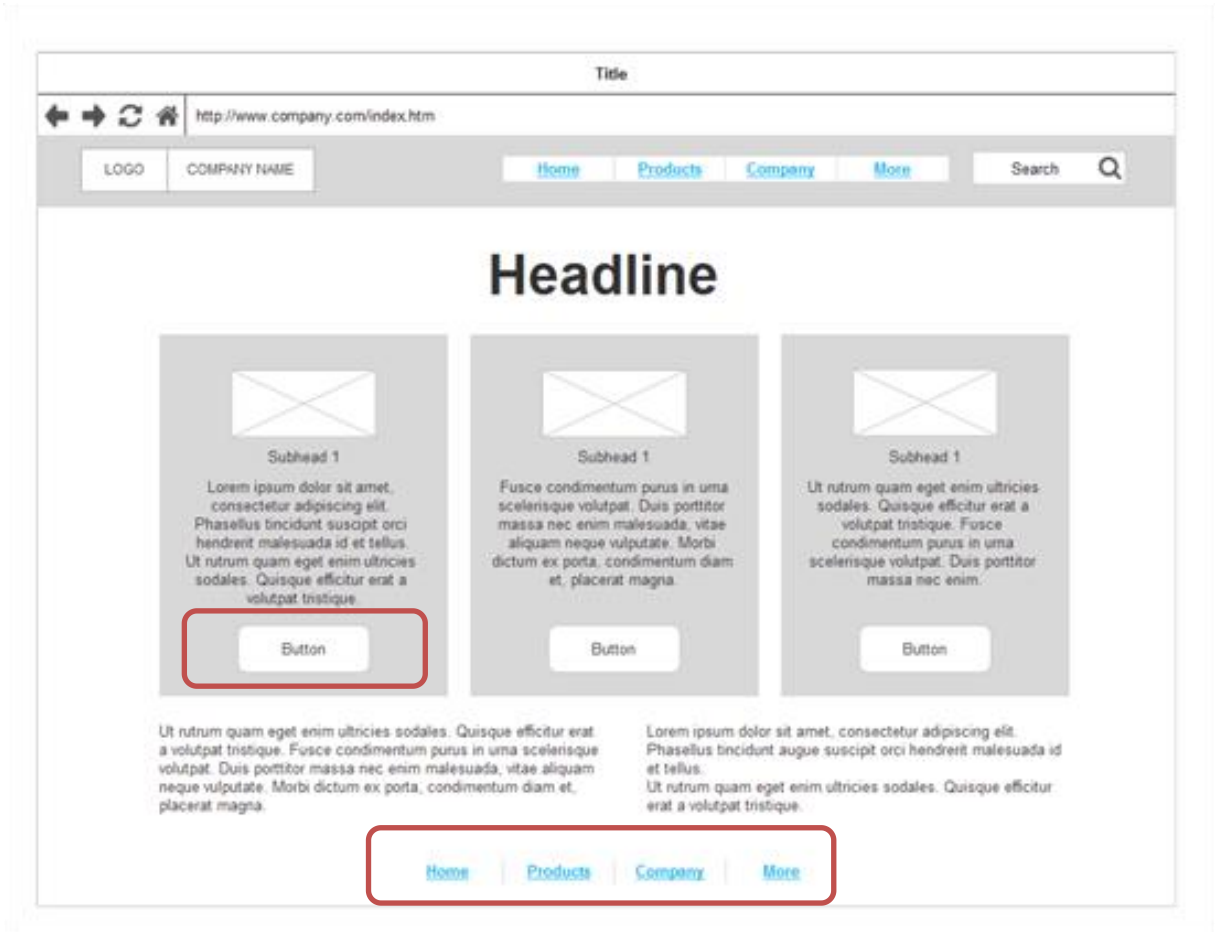 Title
http://www.company.com/index.htm
LOGO COMPANY NAME Home Products Company More Search
Headline
Subhead 1
Lorem ipsum dolor sit amet,
consectetur adipiscing elit.
Phasellus tincidunt suscipit orci
hendrerit malesuada id et tellus.
Ut rutrum quam eget enim ultricies
sodales. Quisque efficitur erat a
volutpat tristique.
Button
Subhead 1
Fusce condimentum purus in urna
scelerisque volutpat. Duis porttitor
massa nec enim malesuada, vitae
aliquam neque vulputate. Morbi
dictum ex porta, condimentum diam
et, placerat magna.
Button
Subhead 1
Ut rutrum quam eget enim ultricies
sodales. Quisque efficitur erat a
volutpat tristique. Fusce
condimentum purus in urna
scelerisque volutpat. Duis porttitor
massa nec enim.
Button
Ut rutrum quam eget enim ultricies sodales. Quisque efficitur erat
a volutpat tristique. Fusce condimentum purus in urna scelerisque
volutpat. Duis porttitor massa nec enim malesuada, vitae aliquam
neque vulputate. Morbi dictum ex porta, condimentum diam et,
placerat magna.
Lorem ipsum dolor sit amet, consectetur adipiscing elit.
Phasellus tincidunt augue suscipit orci hendrerit malesuada id
et tellus.
Ut rutrum quam eget enim ultricies sodales. Quisque efficitur
erat a volutpat tristique.
Home Products Company More